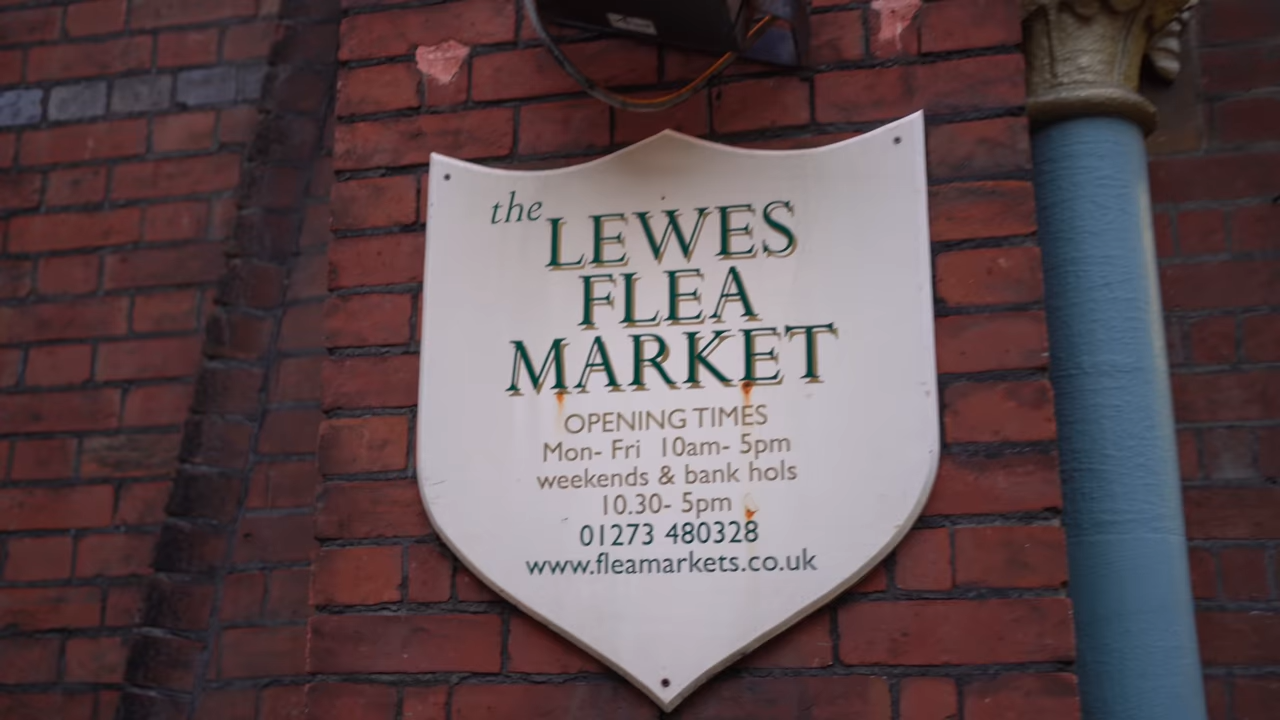 the
LEWES
FLEA
MARKET
OPENING TIMES
Mon- Fri 10am- 5pm
weekends & bank hols
10.30- 5pm
01273 480328
www.fleamarkets.co.uk